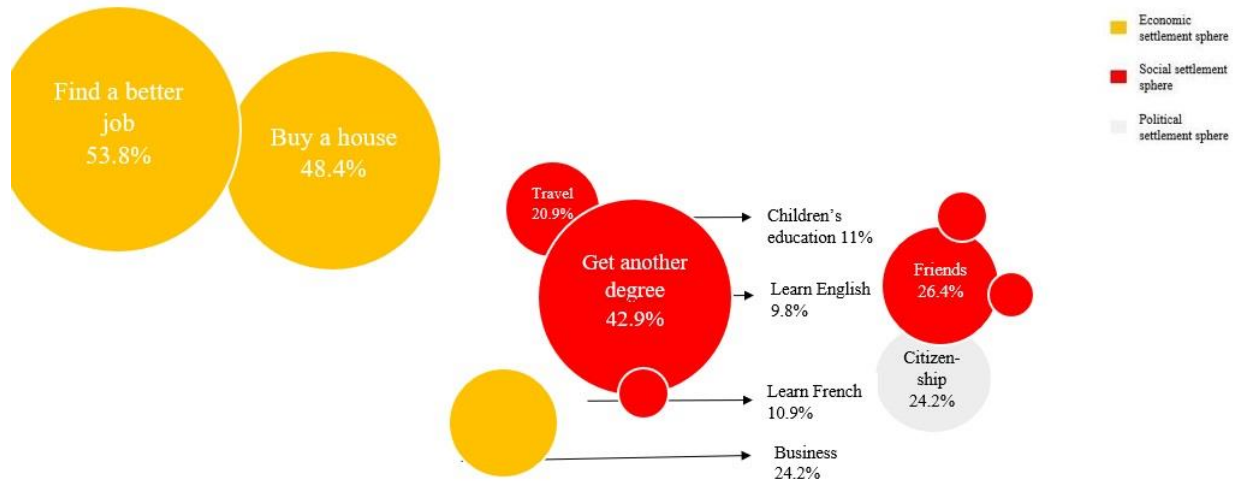 Find a better
job
53.8%
Buy a house
48.4%
Travel
20.9%
Get another
degree
42.9%
Children's
education 11%
Learn English
9.8%
Learn French
10.9%
Business
24.2%
Friends
26.4%
Citizen-
ship
24.2%
Economic
settlement sphere
Social settlement
sphere
Political
settlement sphere